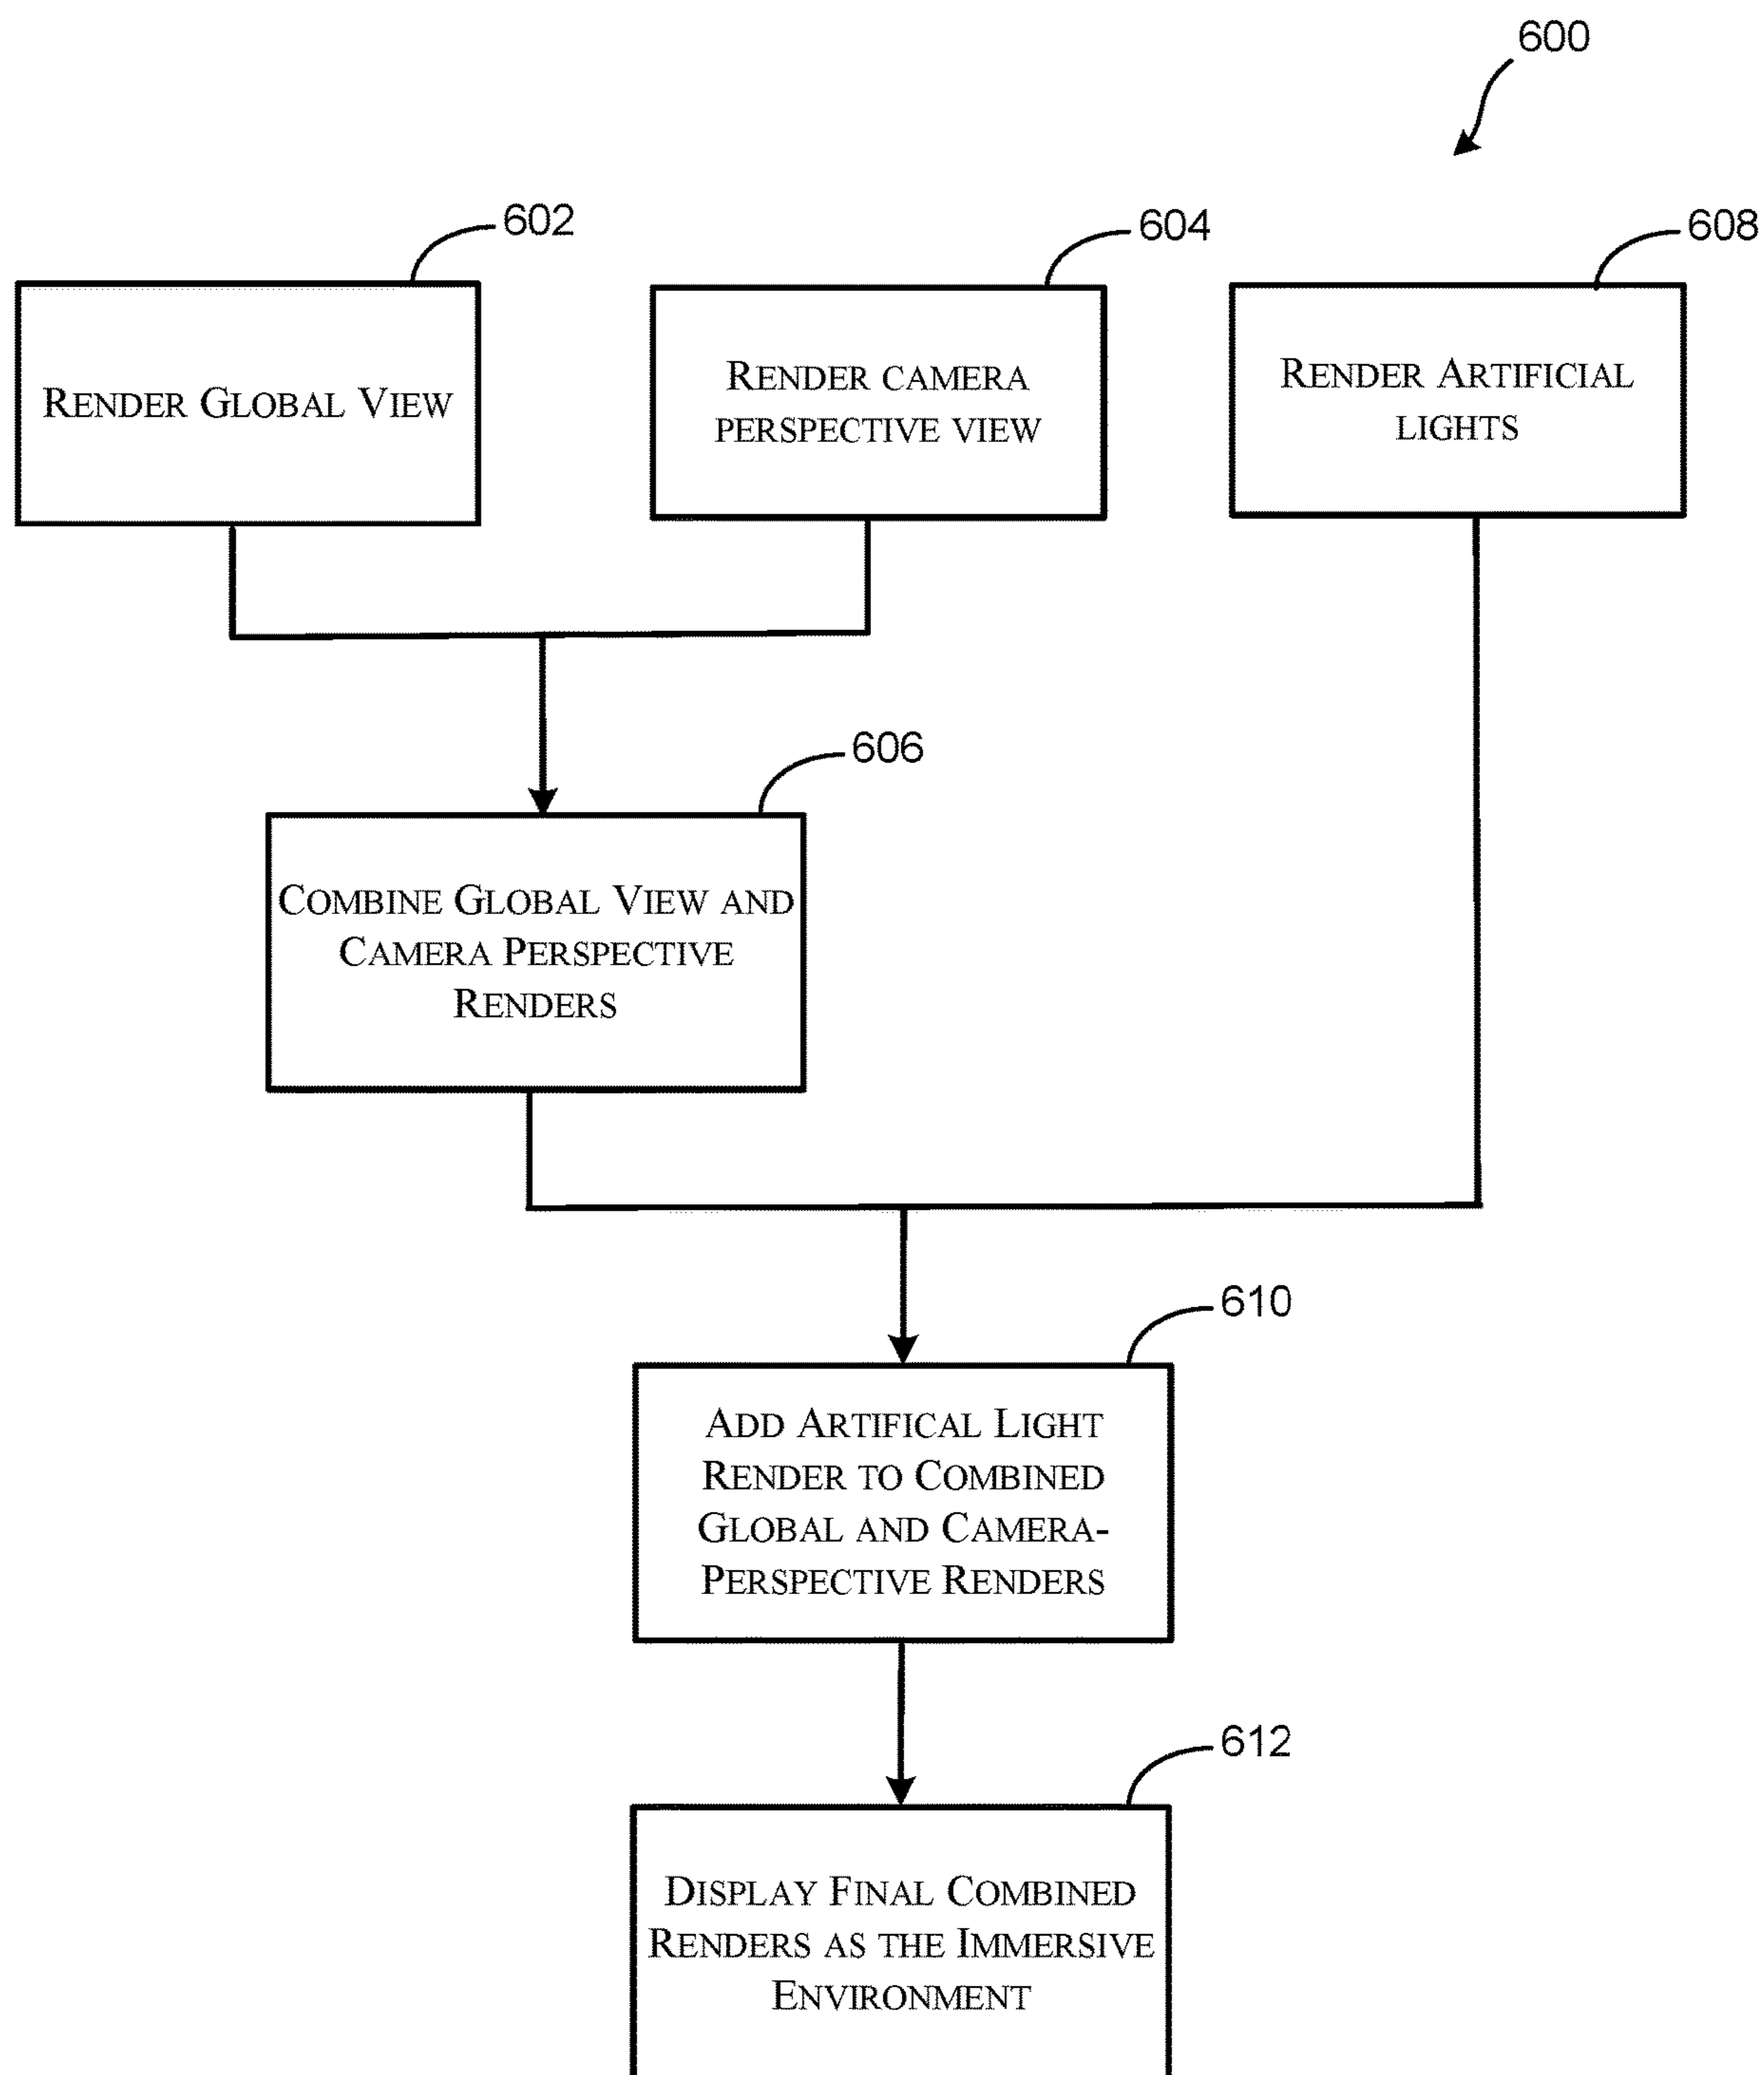 600
602
604
608
RENDER GLOBAL VIEW
RENDER CAMERA
PERSPECTIVE VIEW
RENDER ARTIFICIAL
LIGHTS
606
COMBINE GLOBAL VIEW AND
CAMERA PERSPECTIVE
RENDERS
610
ADD ARTIFICAL LIGHT
RENDER TO COMBINED
GLOBAL AND CAMERA-
PERSPECTIVE RENDERS
612
DISPLAY FINAL COMBINED
RENDERS AS THE IMMERSIVE
ENVIRONMENT